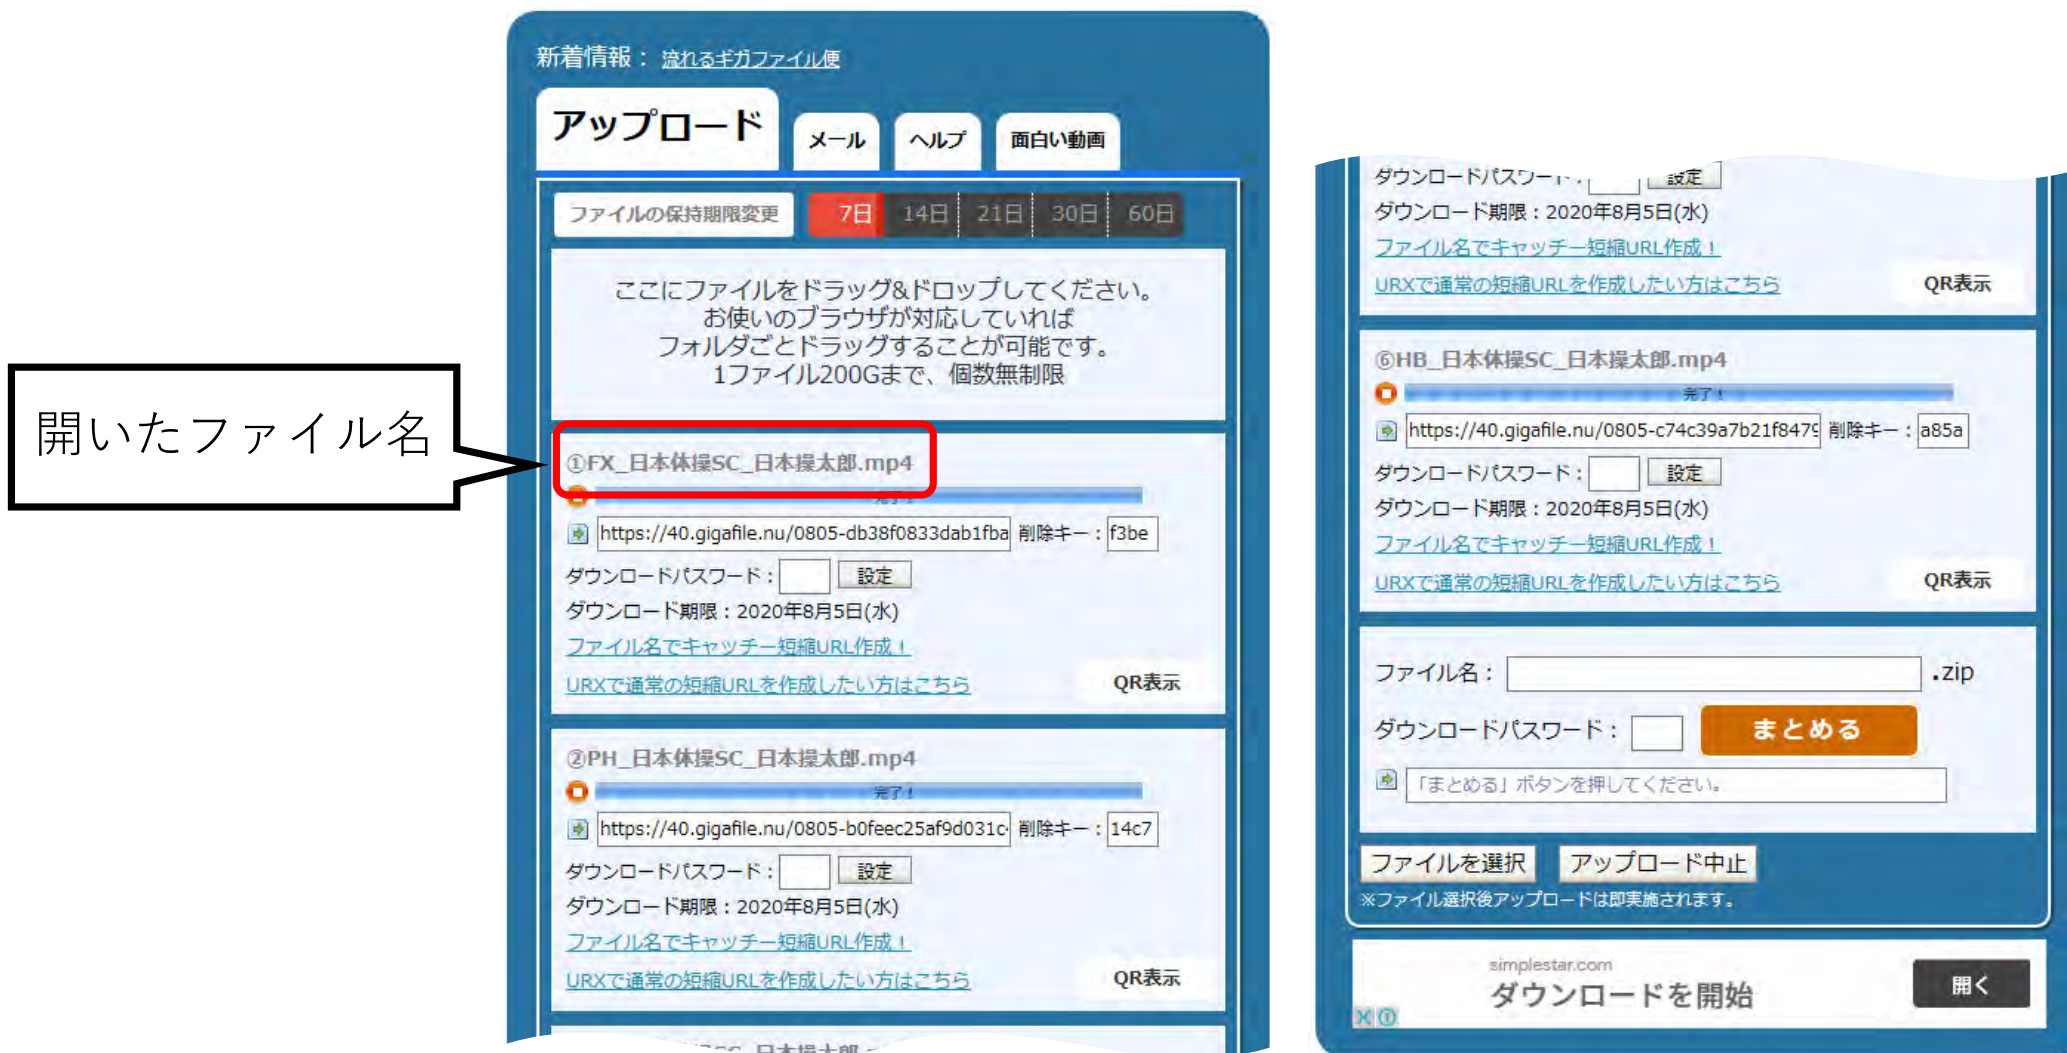 新着情報： 流れるギガファイル便
アップロード メール ヘルプ 面白い動画
ファイルの保持期限変更 7日 14日 21日 30日 60日
ここにファイルをドラッグ&ドロップしてください。
お使いのブラウザが対応していれば
フォルダごとドラッグすることが可能です。
1ファイル200Gまで、個数無制限
開いたファイル名
①FX_日本体操SC_日本操太郎.mp4
完了！
https://40.gigafile.nu/0805-db38f0833dab1fba 削除キー：f3be
ダウンロードパスワード： 設定
ダウンロード期限：2020年8月5日(水)
ファイル名でキャッチー短縮URL作成！
URXで通常の短縮URLを作成したい方はこちら QR表示
②PH_日本体操SC_日本操太郎.mp4
完了！
https://40.gigafile.nu/0805-b0feec25af9d031c 削除キー：14c7
ダウンロードパスワード： 設定
ダウンロード期限：2020年8月5日(水)
ファイル名でキャッチー短縮URL作成！
URXで通常の短縮URLを作成したい方はこちら QR表示
ダウンロードパスワード： 設定
ダウンロード期限：2020年8月5日(水)
ファイル名でキャッチー短縮URL作成！
URXで通常の短縮URLを作成したい方はこちら QR表示
⑥HB_日本体操SC_日本操太郎.mp4
完了！
https://40.gigafile.nu/0805-c74c39a7b21f8479 削除キー：a85a
ダウンロードパスワード： 設定
ダウンロード期限：2020年8月5日(水)
ファイル名でキャッチー短縮URL作成！
URXで通常の短縮URLを作成したい方はこちら QR表示
ファイル名： .zip
ダウンロードパスワード： まとめる
「まとめる」ボタンを押してください。
ファイルを選択 アップロード中止
※ファイル選択後アップロードは即実施されます。
simplestar.com
ダウンロードを開始 開く